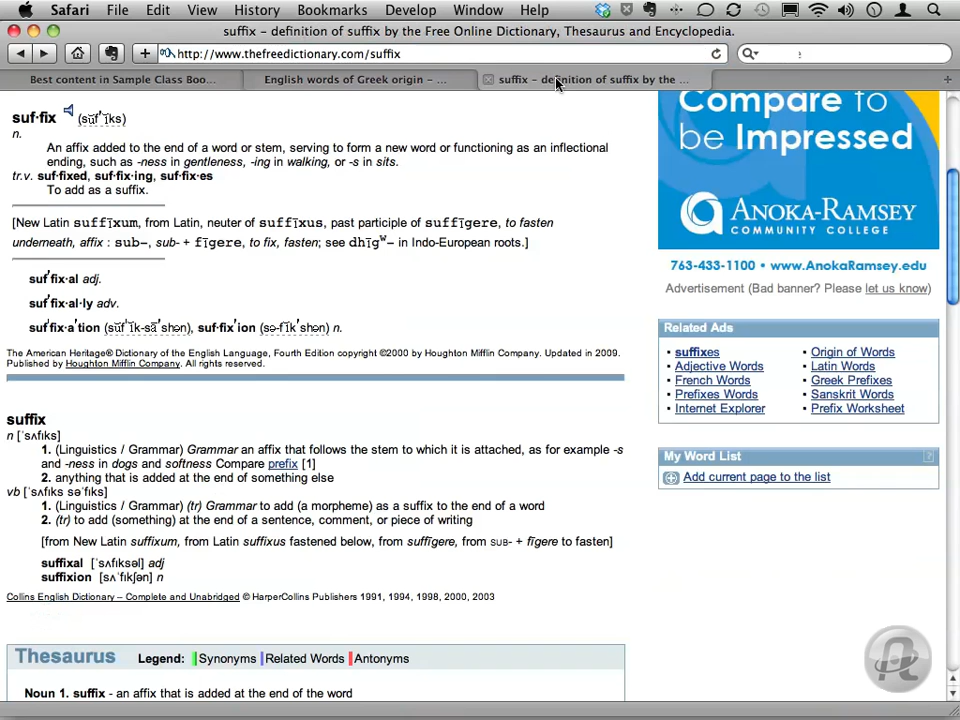 Safari File Edit View History Bookmarks Develop Window Help
suffix – definition of suffix by the Free Online Dictionary, Thesaurus and Encyclopedia.
http://www.thefreedictionary.com/suffix
Best content in Sample Class Boo... English words of Greek origin – ... suffix – definition of suffix by the ...
suf·fix (sŭf′ĭks)
n.
An affix added to the end of a word or stem, serving to form a new word or functioning as an inflectional
ending, such as -ness in gentleness, -ing in walking, or -s in sits.
tr.v. suf·fixed, suf·fix·ing, suf·fix·es
To add as a suffix.
[New Latin suffīxum, from Latin, neuter of suffīxus, past participle of suffīgere, to fasten
underneath, affix : sub-, sub- + fīgere, to fix, fasten; see dhīgʷ- in Indo-European roots.]
suf′fix·al adj.
suf′fix·al·ly adv.
suf′fix·a′tion (sŭf′ĭk-sā′shən), suf·fix′ion (sə-fĭk′shən) n.
The American Heritage® Dictionary of the English Language, Fourth Edition copyright ©2000 by Houghton Mifflin Company. Updated in 2009.
Published by Houghton Mifflin Company. All rights reserved.
suffix
n [ˈsʌfɪks]
1. (Linguistics / Grammar) Grammar an affix that follows the stem to which it is attached, as for example -s
and -ness in dogs and softness Compare prefix [1]
2. anything that is added at the end of something else
vb [ˈsʌfɪks səˈfɪks]
1. (Linguistics / Grammar) (tr) Grammar to add (a morpheme) as a suffix to the end of a word
2. (tr) to add (something) at the end of a sentence, comment, or piece of writing
[from New Latin suffixum, from Latin suffixus fastened below, from suffīgere, from SUB- + fīgere to fasten]
suffixal [ˈsʌfɪksəl] adj
suffixion [sʌˈfɪkʃən] n
Collins English Dictionary – Complete and Unabridged © HarperCollins Publishers 1991, 1994, 1998, 2000, 2003
Thesaurus Legend: Synonyms Related Words Antonyms
Noun 1. suffix - an affix that is added at the end of the word
Compare to
be Impressed
ANOKA-RAMSEY
COMMUNITY COLLEGE
763-433-1100 • www.AnokaRamsey.edu
Advertisement (Bad banner? Please let us know)
Related Ads
• suffixes • Origin of Words
• Adjective Words • Latin Words
• French Words • Greek Prefixes
• Prefixes Words • Sanskrit Words
• Internet Explorer • Prefix Worksheet
My Word List ?
Add current page to the list